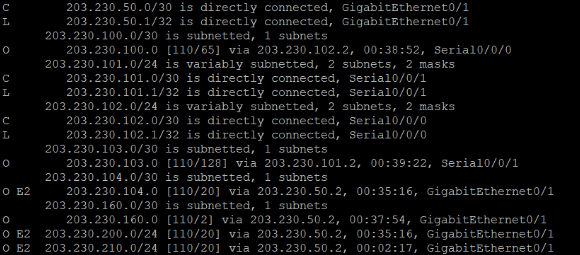 C 203.230.50.0/30 is directly connected, GigabitEthernet0/1
L 203.230.50.1/32 is directly connected, GigabitEthernet0/1
203.230.100.0/30 is subnetted, 1 subnets
O 203.230.100.0 [110/65] via 203.230.102.2, 00:38:52, Serial0/0/0
203.230.101.0/24 is variably subnetted, 2 subnets, 2 masks
C 203.230.101.0/30 is directly connected, Serial0/0/1
L 203.230.101.1/32 is directly connected, Serial0/0/1
203.230.102.0/24 is variably subnetted, 2 subnets, 2 masks
C 203.230.102.0/30 is directly connected, Serial0/0/0
L 203.230.102.1/32 is directly connected, Serial0/0/0
203.230.103.0/30 is subnetted, 1 subnets
O 203.230.103.0 [110/128] via 203.230.101.2, 00:39:22, Serial0/0/1
203.230.104.0/30 is subnetted, 1 subnets
O E2 203.230.104.0 [110/20] via 203.230.50.2, 00:35:16, GigabitEthernet0/1
203.230.160.0/30 is subnetted, 1 subnets
O 203.230.160.0 [110/2] via 203.230.50.2, 00:37:54, GigabitEthernet0/1
O E2 203.230.200.0/24 [110/20] via 203.230.50.2, 00:35:16, GigabitEthernet0/1
O E2 203.230.210.0/24 [110/20] via 203.230.50.2, 00:02:17, GigabitEthernet0/1